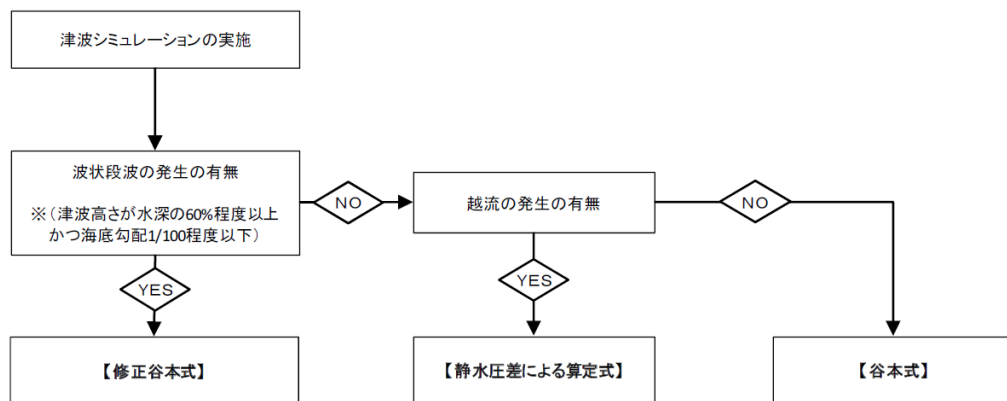 津波シミュレーションの実施
波状段波の発生の有無
※（津波高さが水深の60%程度以上
かつ海底勾配1/100程度以下）
NO
越流の発生の有無
NO
YES
YES
【修正谷本式】
【静水圧差による算定式】
【谷本式】